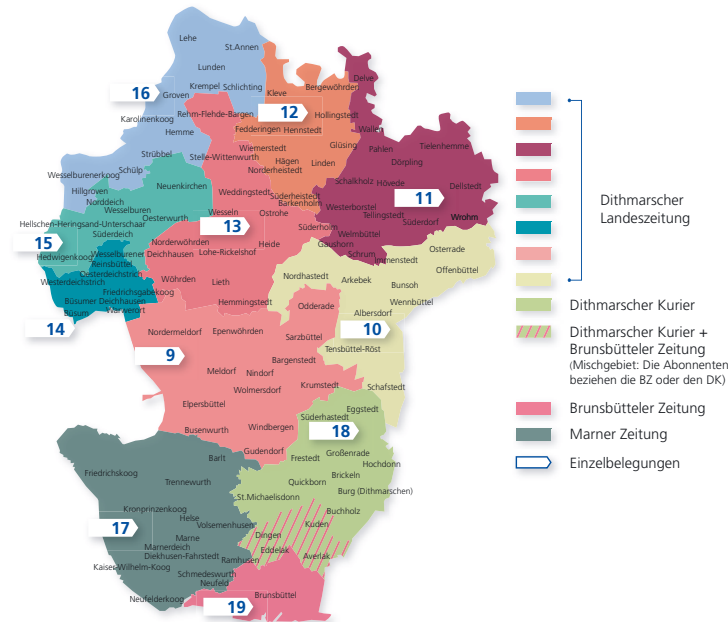 Lehe
St.Annen
Lunden
Krempel
Schlichting
16
Groven
Karolinenkoog
Rehm-Flehde-Bargen
Hemme
Strübbel
Schülp
Wesselburenerkoog
Stelle-Wittenwurth
Kleve
Bergewöhrden
12
Hollingstedt
Fedderingen
Hennstedt
Wiemerstedt
Glüsing
Hägen
Linden
Norderheistedt
Süderheistedt
Barkenholm
Delve
Wallen
Pahlen
Tielenhemme
Dörpling
Schalkholz
Hövede
Dellstedt
11
Westerborstel
Tellingstedt
Wrohm
Süderdorf
Welmbüttel
Gaushorn
Schrum
Immenstedt
Hillgroven
Norddeich
Neuenkirchen
Wesselburen
Oesterwurth
Hellschen-Heringsand-Unterschaar
Süderdeich
15
Hedwigenkoog
Wesselburener Deichhausen
Reinsbüttel
Oesterdeichstrich
Westerdeichstrich
Friedrichsgabekoog
Büsumer Deichhausen
Warwerort
Büsum
14
Weddingstedt
Wesseln
Ostrohe
13
Süderholm
Norderwöhrden
Heide
Lohe-Rickelshof
Wöhrden
Lieth
Hemmingstedt
Osterrade
Offenbüttel
Nordhastedt
Arkebek
Bunsoh
Wennbüttel
Albersdorf
10
Tensbüttel-Röst
Schafstedt
Odderade
Nordermeldorf
Epenwöhrden
Sarzbüttel
9
Bargenstedt
Meldorf
Nindorf
Krumstedt
Wolmersdorf
Elpersbüttel
Windbergen
Busenwurth
Gudendorf
Eggstedt
Süderhastedt
18
Großenrade
Frestedt
Hochdonn
Brickeln
Quickborn
Burg (Dithmarschen)
St.Michaelisdonn
Buchholz
Kuden
Dingen
Eddelak
Averlak
Barlt
Friedrichskoog
Trennewurth
Kronprinzenkoog
Helse
Volsemenhusen
17
Marne
Marnerdeich
Diekhusen-Fahrstedt
Kaiser-Wilhelm-Koog
Ramhusen
Schmedeswurth
Neufeld
Neufelderkoog
Brunsbüttel
19
Dithmarscher
Landeszeitung
Dithmarscher Kurier
Dithmarscher Kurier +
Brunsbütteler Zeitung
(Mischgebiet: Die Abonnenten
beziehen die BZ oder den DK)
Brunsbütteler Zeitung
Marner Zeitung
Einzelbelegungen